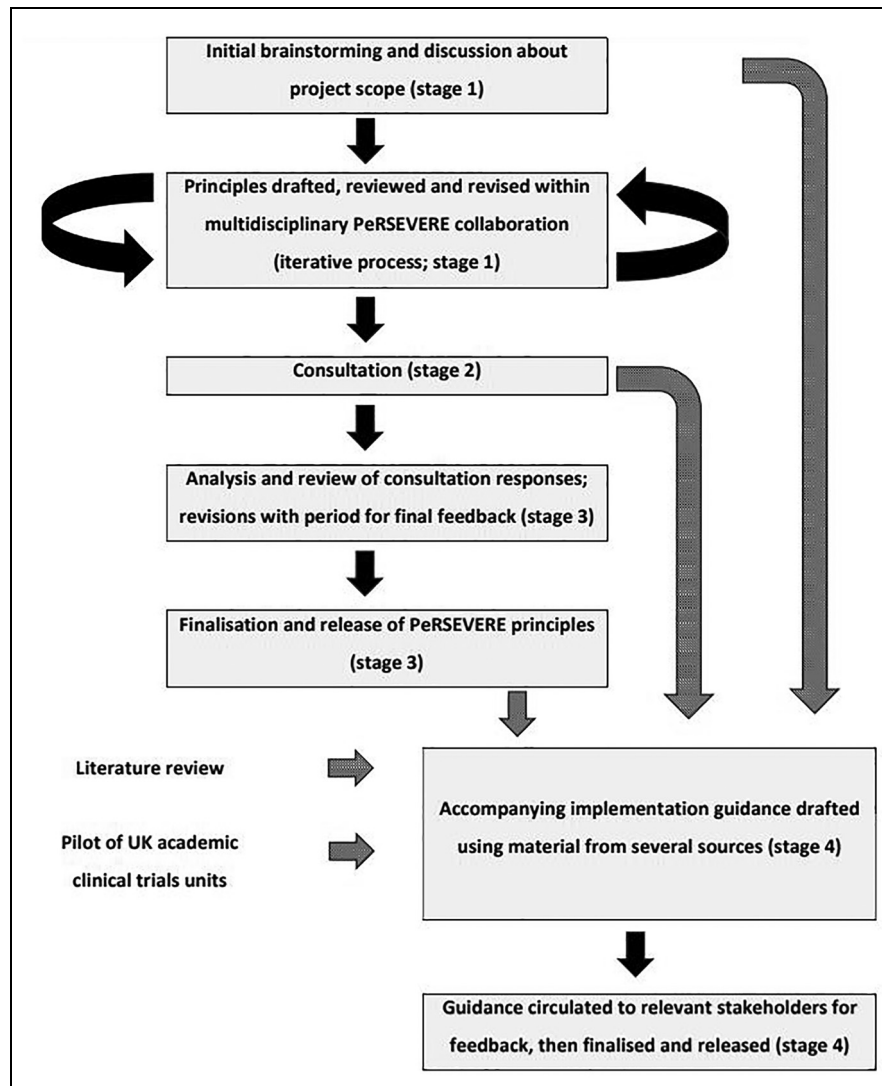 Initial brainstorming and discussion about
project scope (stage 1)
Principles drafted, reviewed and revised within
multidisciplinary PeRSEVERE collaboration
(iterative process; stage 1)
Consultation (stage 2)
Analysis and review of consultation responses;
revisions with period for final feedback (stage 3)
Finalisation and release of PeRSEVERE principles
(stage 3)
Literature review
Pilot of UK academic
clinical trials units
Accompanying implementation guidance drafted
using material from several sources (stage 4)
Guidance circulated to relevant stakeholders for
feedback, then finalised and released (stage 4)